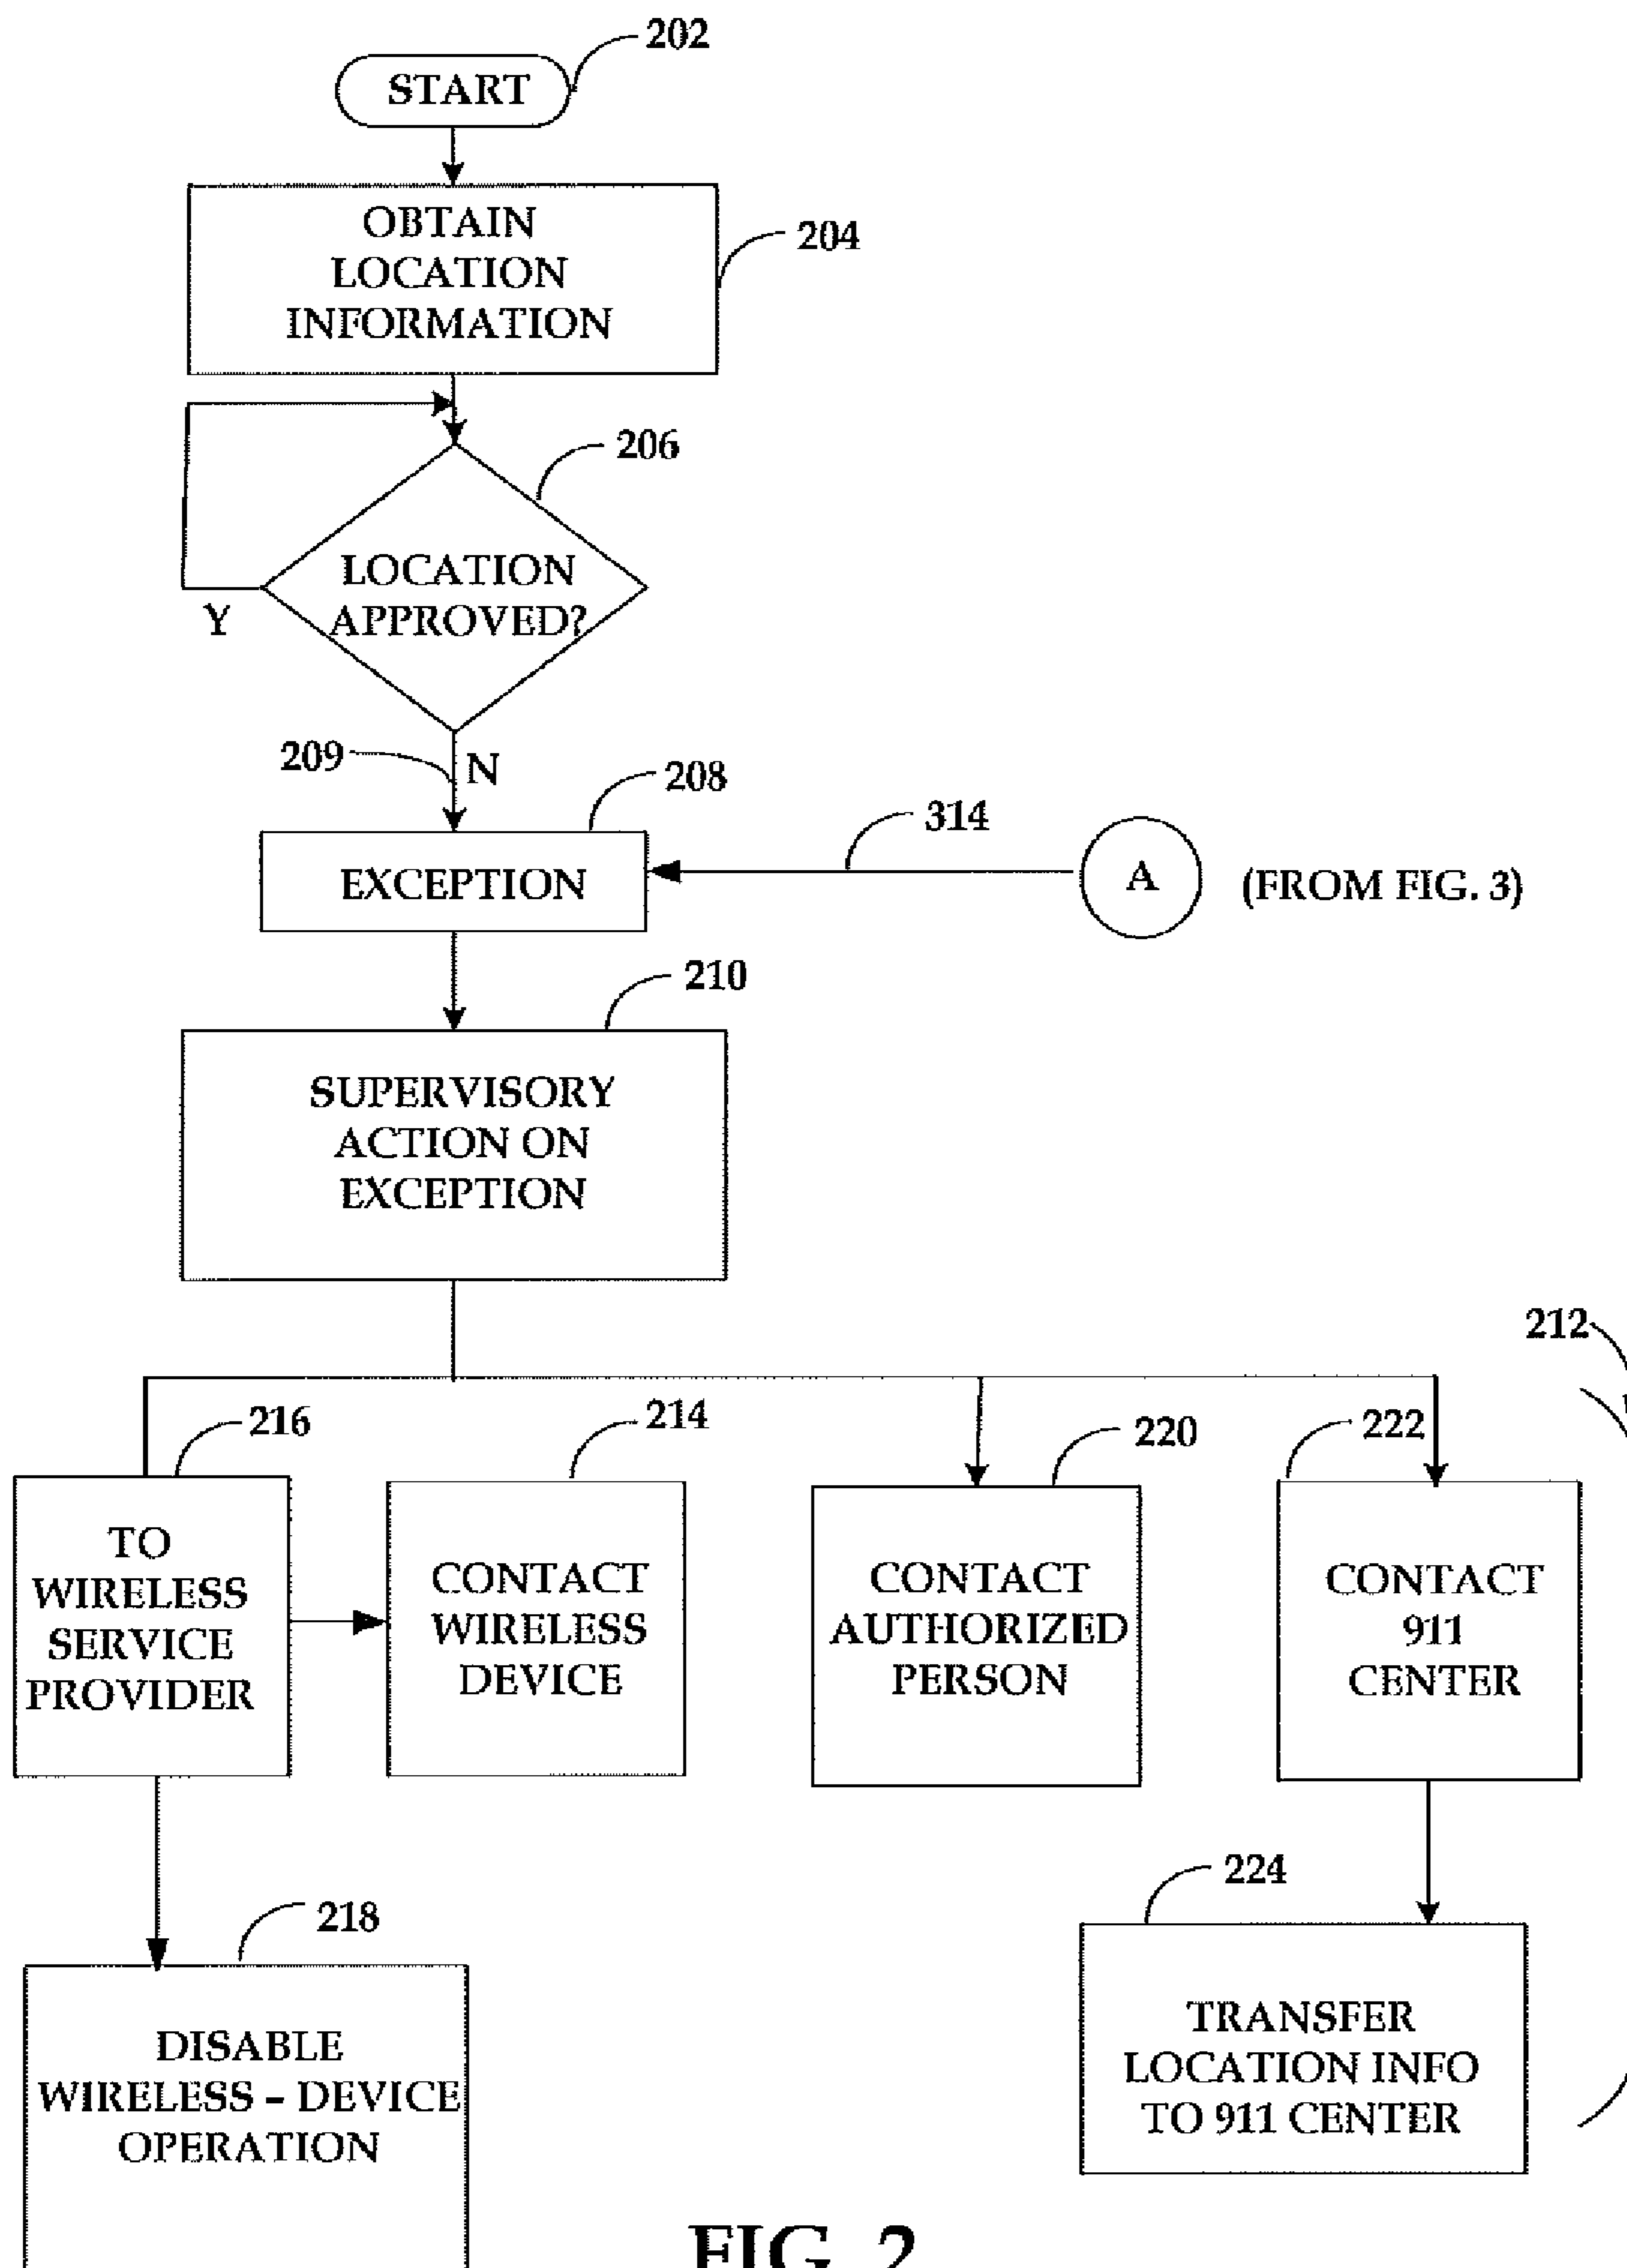 202
START
OBTAIN
LOCATION
INFORMATION
204
206
LOCATION
APPROVED?
Y
209
N
208
EXCEPTION
314
A
(FROM FIG. 3)
210
SUPERVISORY
ACTION ON
EXCEPTION
212
216
214
220
222
TO
WIRELESS
SERVICE
PROVIDER
CONTACT
WIRELESS
DEVICE
CONTACT
AUTHORIZED
PERSON
CONTACT
911
CENTER
218
224
DISABLE
WIRELESS – DEVICE
OPERATION
TRANSFER
LOCATION INFO
TO 911 CENTER
FIG. 2